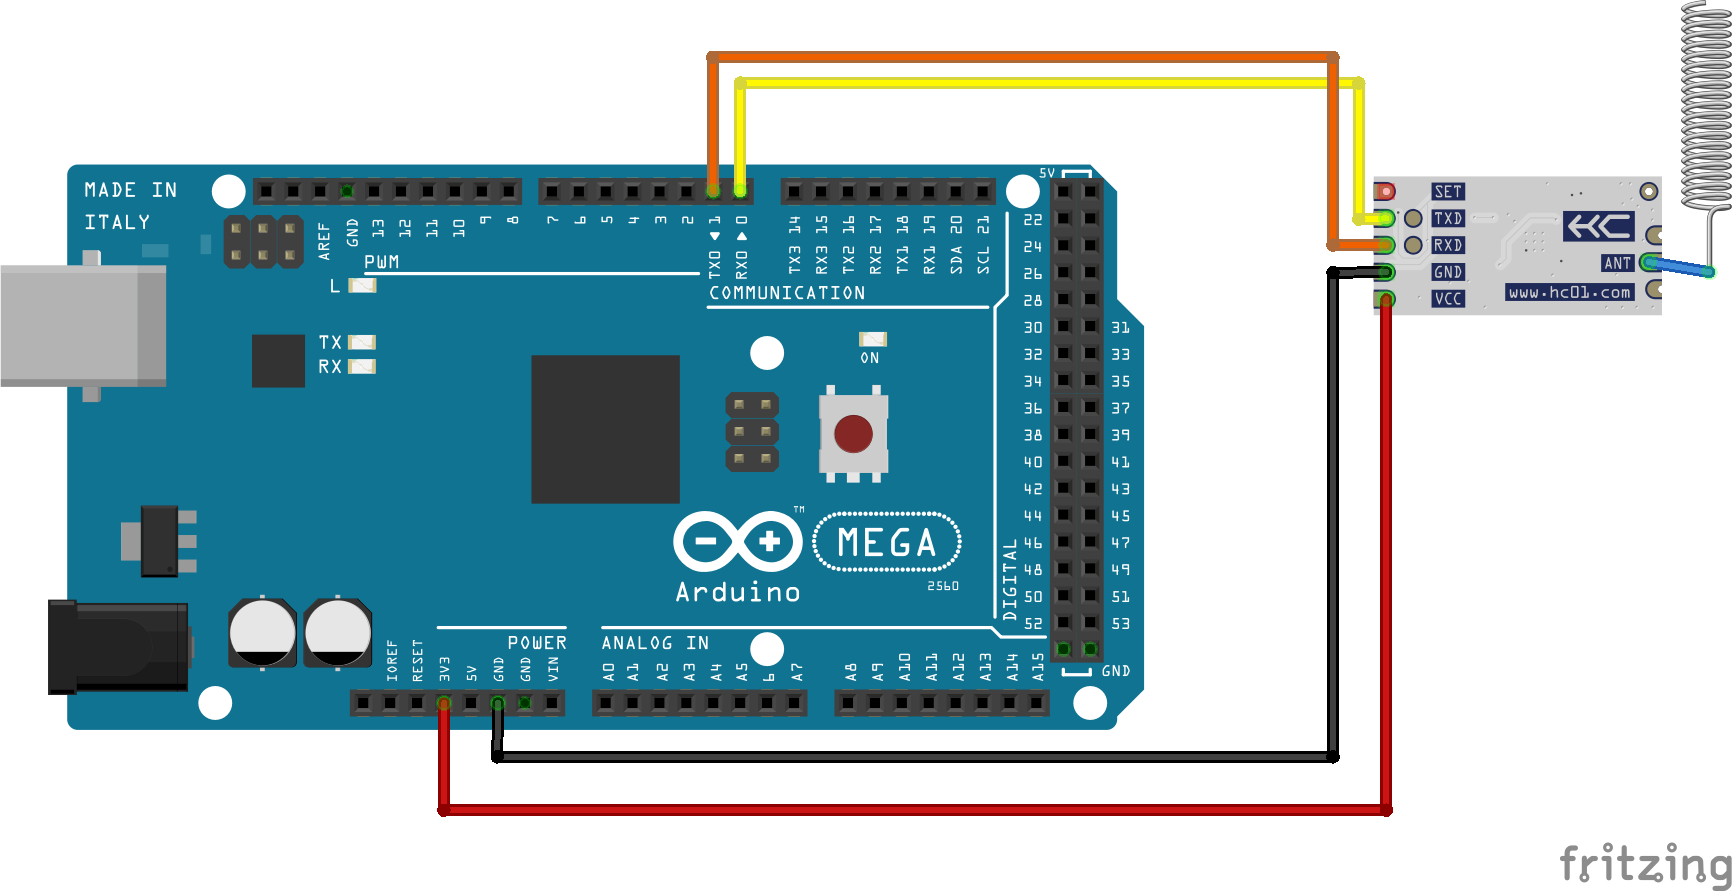 MADE IN
ITALY
AREF
GND
13
12
11
10
9
8
7
6
5
4
3
2
TX0 1
RX0 0
TX3 14
RX3 15
TX2 16
RX2 17
TX1 18
RX1 19
SDA 20
SCL 21
PWM
COMMUNICATION
L
TX
RX
ON
5V
22
24
26
28
30 31
32 33
34 35
36 37
38 39
40 41
42 43
44 45
46 47
48 49
50 51
52 53
GND
DIGITAL
Arduino
TM
MEGA
2560
POWER
ANALOG IN
IOREF
RESET
3V3
5V
GND
GND
VIN
A0
A1
A2
A3
A4
A5
6
A7
A8
A9
A10
A11
A12
A13
A14
A15
SET
TXD
RXD
GND
VCC
HC
ANT
www.hc01.com
fritzing